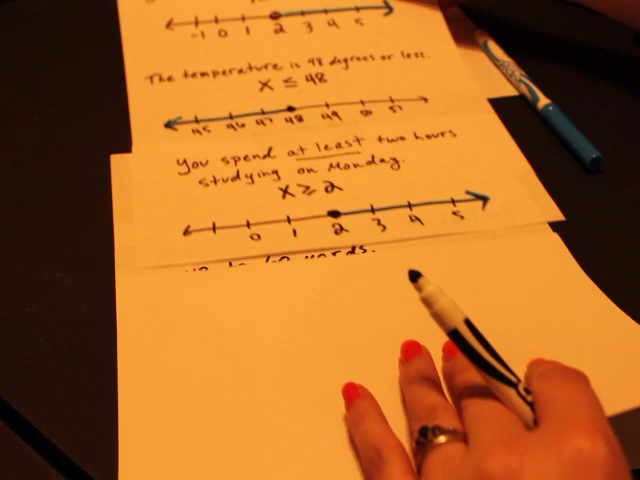 -1 0 1 2 3 4 5
The temperature is 48 degrees or less.
x ≤ 48
45 46 47 48 49 50 51
You spend at least two hours
studying on Monday.
x ≥ 2
0 1 2 3 4 5
words.